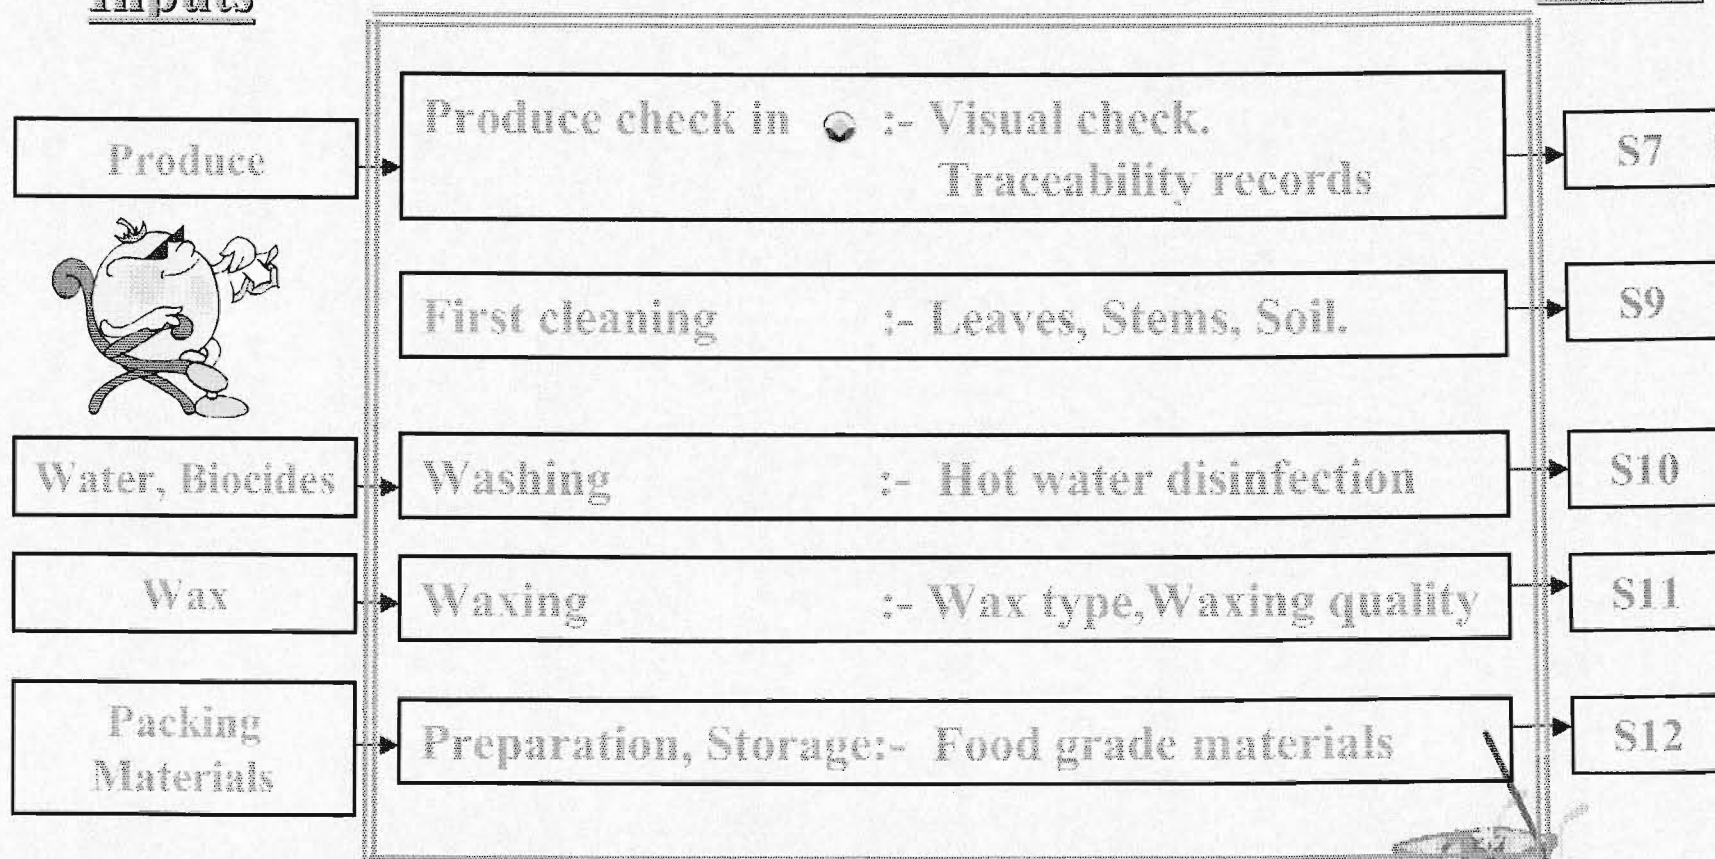 Inputs
Produce
Produce check in :- Visual check.
Traceability records
S7
First cleaning :- Leaves, Stems, Soil.
S9
Water, Biocides
Washing :- Hot water disinfection
S10
Wax
Waxing :- Wax type,Waxing quality
S11
Packing
Materials
Preparation, Storage:- Food grade materials
S12